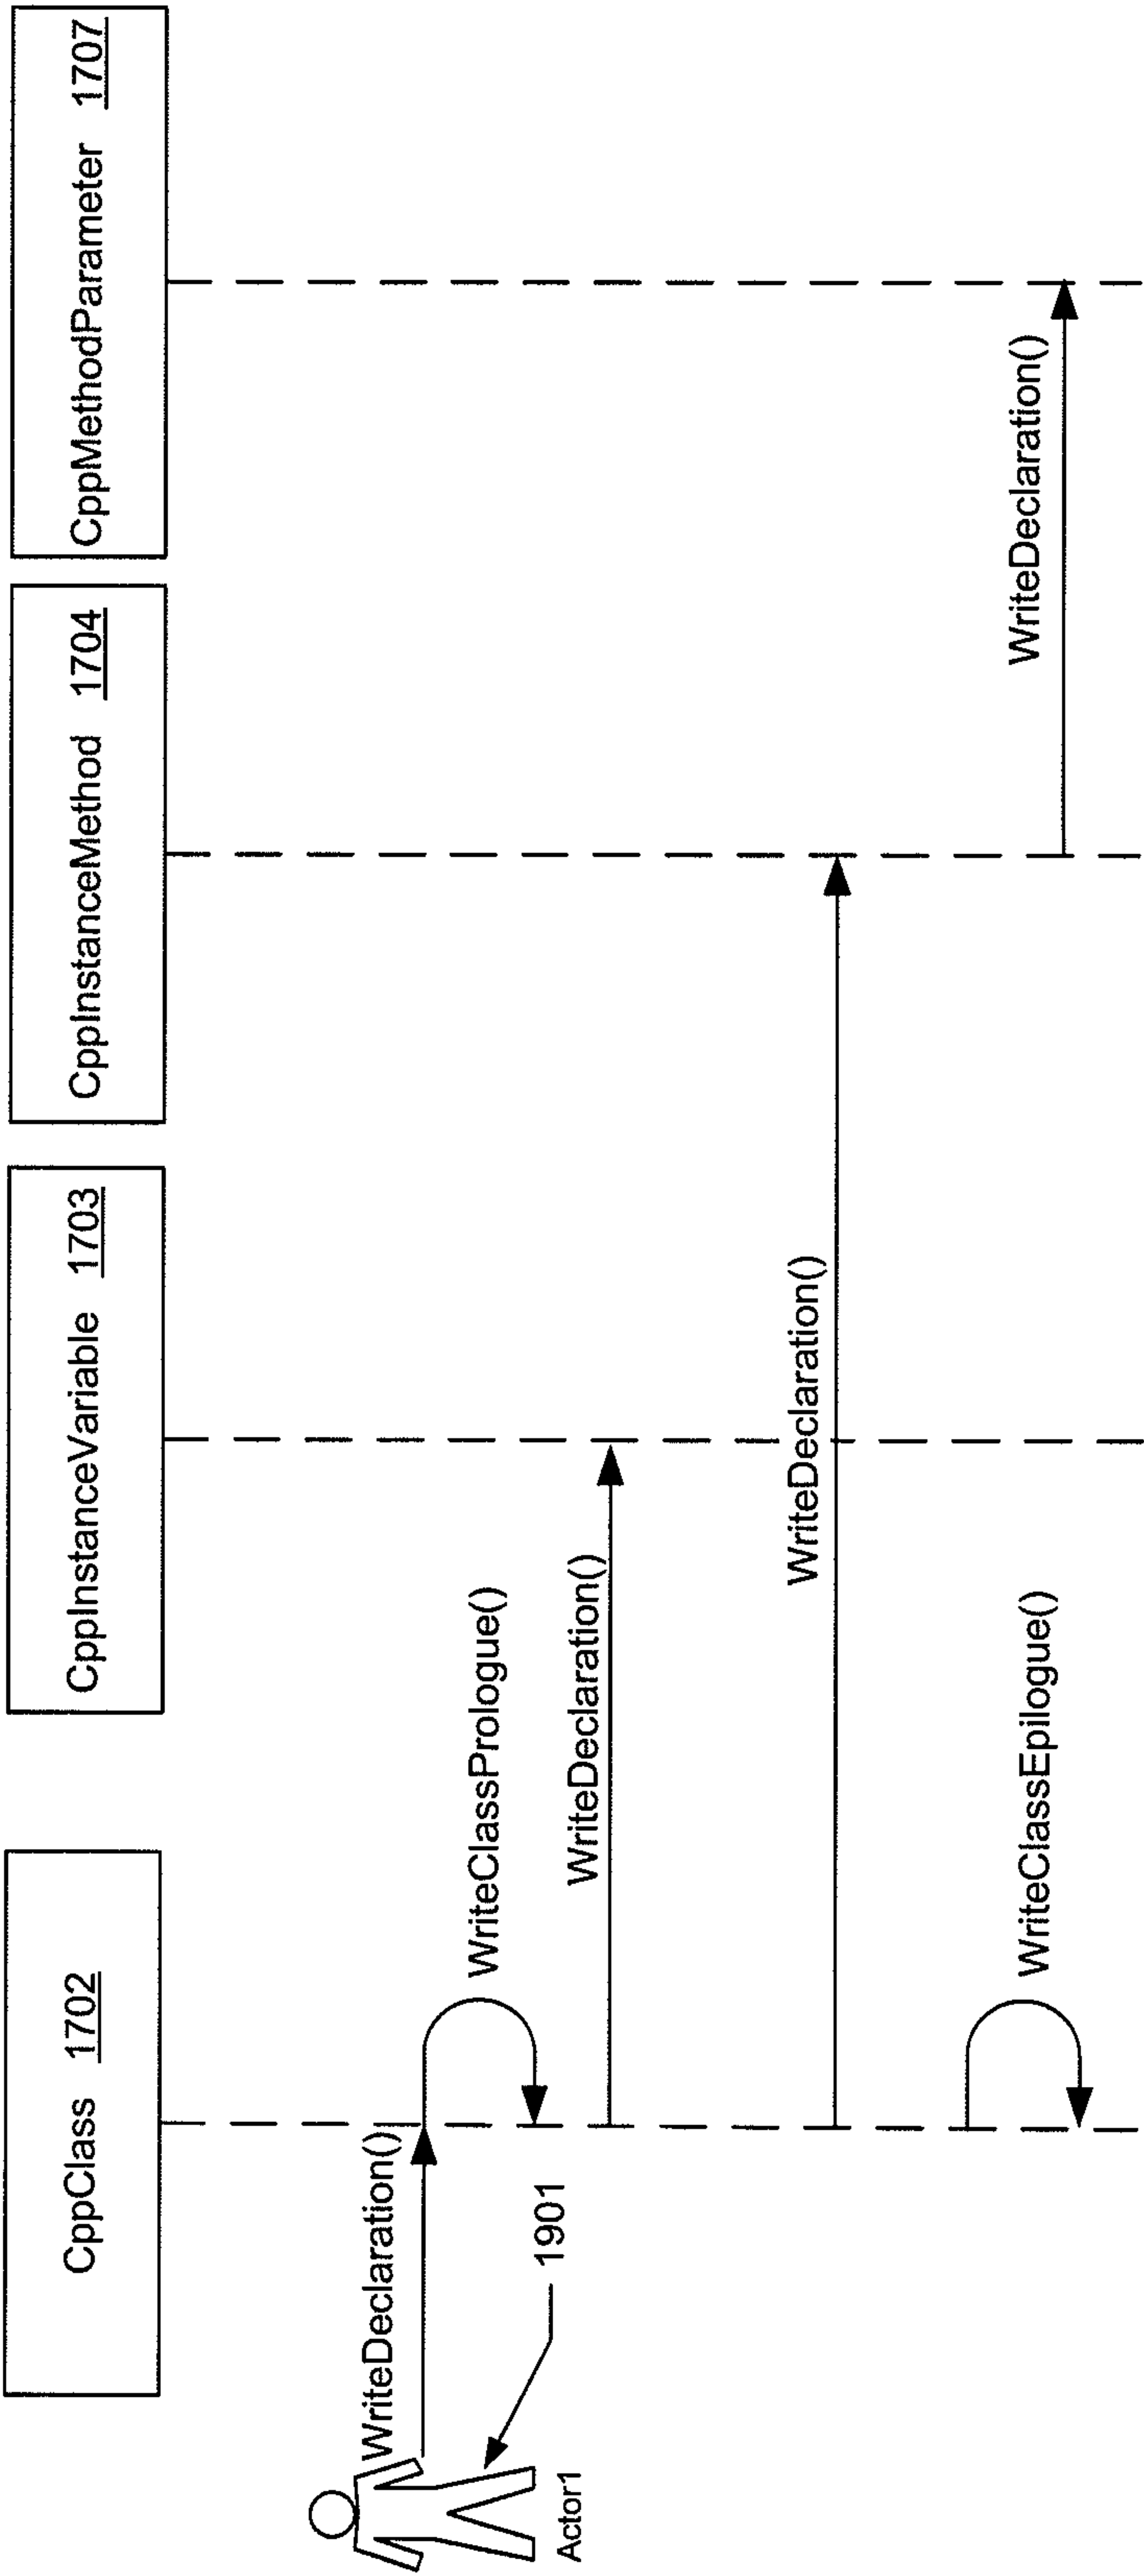 CppClass 1702
CppInstanceVariable 1703
CppInstanceMethod 1704
CppMethodParameter 1707
WriteDeclaration()
WriteClassPrologue()
1901
Actor1
WriteDeclaration()
WriteDeclaration()
WriteClassEpilogue()
WriteDeclaration()